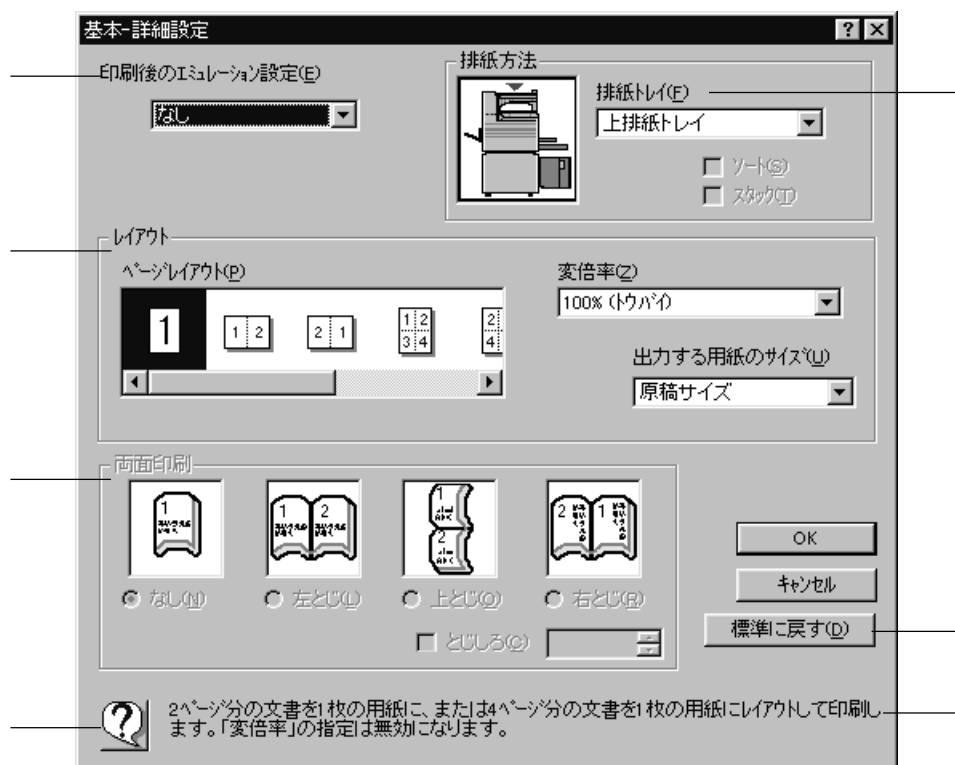 基本-詳細設定
印刷後のｴﾐｭﾚｰｼｮﾝ設定(E)
なし
排紙方法
排紙ﾄﾚｲ(F)
上排紙トレイ
ｿｰﾄ(S)
ｽﾀｯｸ(T)
ﾚｲｱｳﾄ
ﾍﾟｰｼﾞﾚｲｱｳﾄ(P)
1
1 2
2 1
1 2
3 4
2
4
変倍率(Z)
100% (ﾄｳﾊﾞｲ)
出力する用紙のｻｲｽﾞ(U)
原稿サイズ
両面印刷
1
1 2
1
2
2 1
なし(N)
左とじ(L)
上とじ(O)
右とじ(R)
とじしろ(C)
OK
ｷｬﾝｾﾙ
標準に戻す(D)
2ﾍﾟｰｼﾞ分の文書を1枚の用紙に、または4ﾍﾟｰｼﾞ分の文書を1枚の用紙にﾚｲｱｳﾄして印刷し
ます。「変倍率」の指定は無効になります。